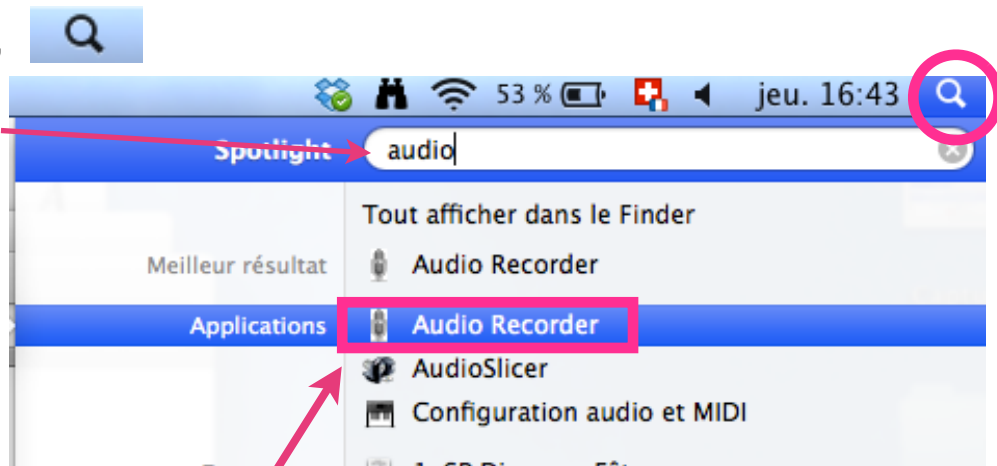 53 % jeu. 16:43
Spotlight audio
Tout afficher dans le Finder
Meilleur résultat Audio Recorder
Applications Audio Recorder
AudioSlicer
Configuration audio et MIDI